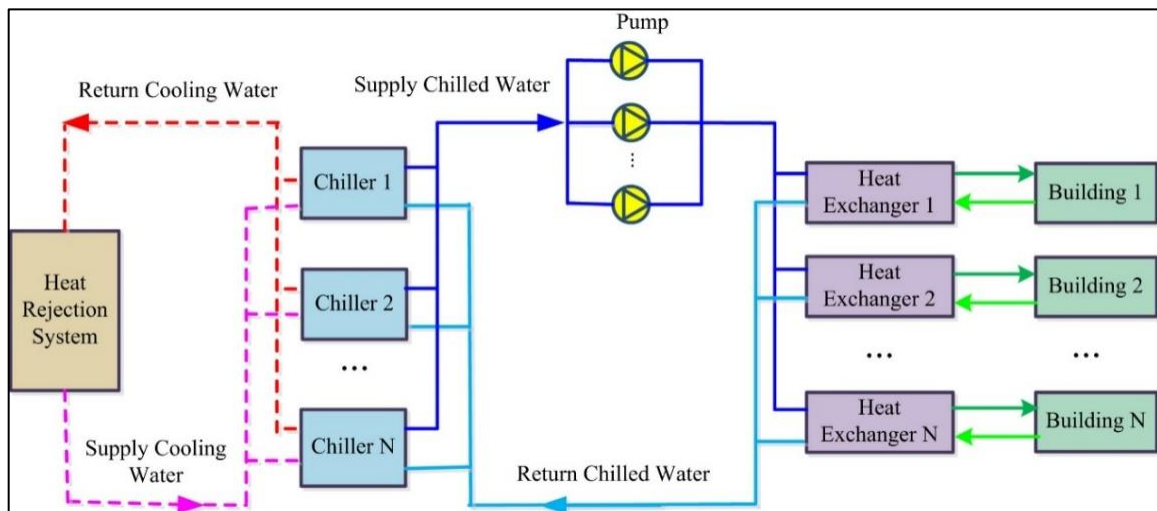 Pump
Supply Chilled Water
Return Cooling Water
Chiller 1
Chiller 2
...
Chiller N
Heat
Rejection
System
Supply Cooling
Water
Return Chilled Water
...
Heat
Exchanger 1
Heat
Exchanger 2
...
Heat
Exchanger N
Building 1
Building 2
...
Building N